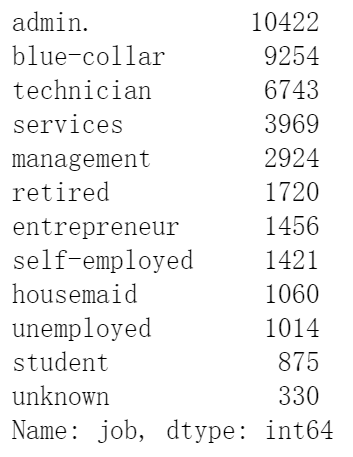 admin. 10422
blue-collar 9254
technician 6743
services 3969
management 2924
retired 1720
entrepreneur 1456
self-employed 1421
housemaid 1060
unemployed 1014
student 875
unknown 330
Name: job, dtype: int64